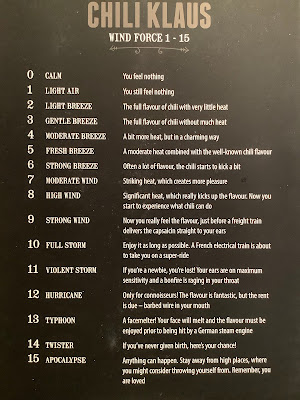 CHILI KLAUS
WIND FORCE 1 - 15
0 CALM You feel nothing
1 LIGHT AIR You still feel nothing
2 LIGHT BREEZE The full flavour of chili with very little heat
3 GENTLE BREEZE The full flavour of chili without much heat
4 MODERATE BREEZE A bit more heat, but in a charming way
5 FRESH BREEZE A moderate heat combined with the well-known chili flavour
6 STRONG BREEZE Often a lot of flavour, the chili starts to kick a bit
7 MODERATE WIND Striking heat, which creates more pleasure
8 HIGH WIND Significant heat, which really kicks up the flavour. Now you
start to experience what chili can do
9 STRONG WIND Now you really feel the flavour, just before a freight train
delivers the capsaicin straight to your ears
10 FULL STORM Enjoy it as long as possible. A French electrical train is about
to take you on a super-ride
11 VIOLENT STORM If you're a newbie, you're lost! Your ears are on maximum
sensitivity and a bonfire is raging in your throat
12 HURRICANE Only for connoisseurs! The flavour is fantastic, but the rent
is due – barbed wire in your mouth
13 TYPHOON A facemelter! Your face will melt and the flavour must be
enjoyed prior to being hit by a German steam engine
14 TWISTER If you've never given birth, here's your chance!
15 APOCALYPSE Anything can happen. Stay away from high places, where
you might consider throwing yourself from. Remember, you
are loved